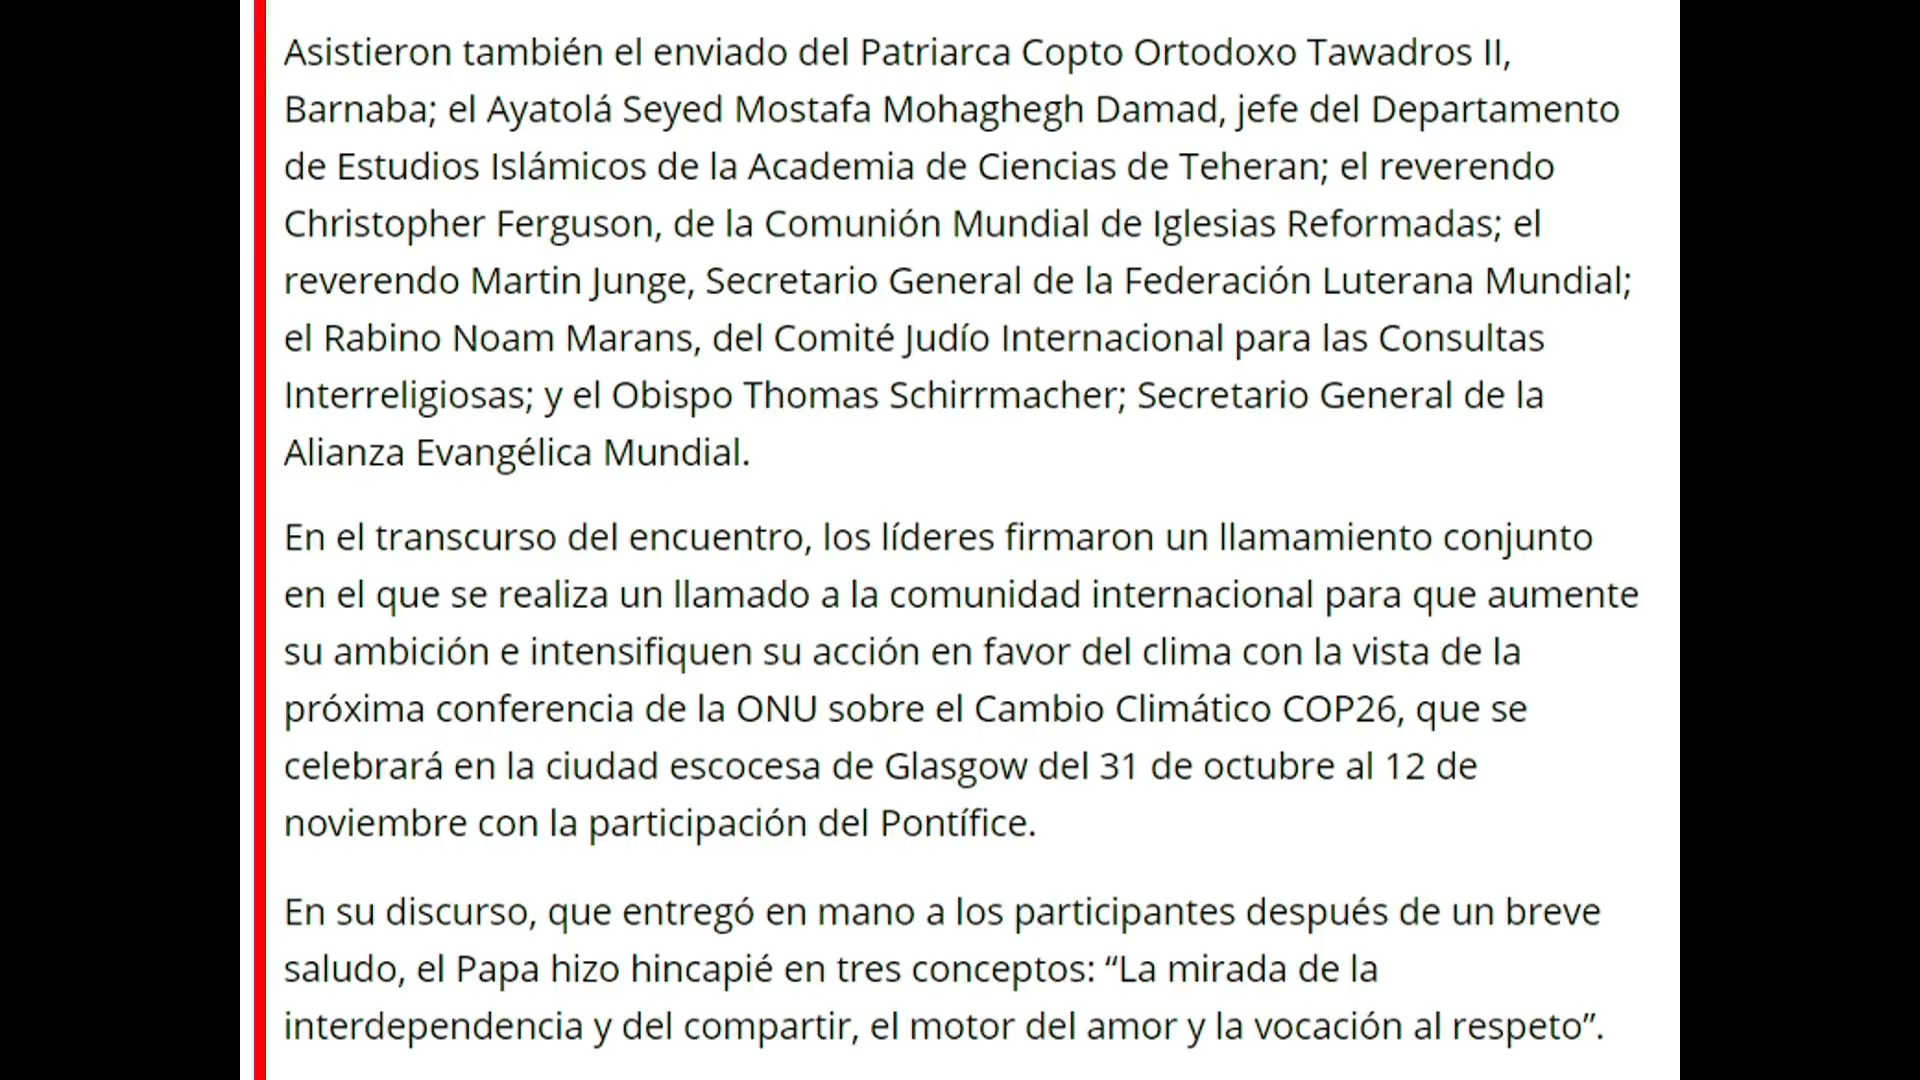 Asistieron también el enviado del Patriarca Copto Ortodoxo Tawadros II,
Barnaba; el Ayatolá Seyed Mostafa Mohaghegh Damad, jefe del Departamento
de Estudios Islámicos de la Academia de Ciencias de Teheran; el reverendo
Christopher Ferguson, de la Comunión Mundial de Iglesias Reformadas; el
reverendo Martin Junge, Secretario General de la Federación Luterana Mundial;
el Rabino Noam Marans, del Comité Judío Internacional para las Consultas
Interreligiosas; y el Obispo Thomas Schirrmacher; Secretario General de la
Alianza Evangélica Mundial.
En el transcurso del encuentro, los líderes firmaron un llamamiento conjunto
en el que se realiza un llamado a la comunidad internacional para que aumente
su ambición e intensifiquen su acción en favor del clima con la vista de la
próxima conferencia de la ONU sobre el Cambio Climático COP26, que se
celebrará en la ciudad escocesa de Glasgow del 31 de octubre al 12 de
noviembre con la participación del Pontífice.
En su discurso, que entregó en mano a los participantes después de un breve
saludo, el Papa hizo hincapié en tres conceptos: “La mirada de la
interdependencia y del compartir, el motor del amor y la vocación al respeto”.